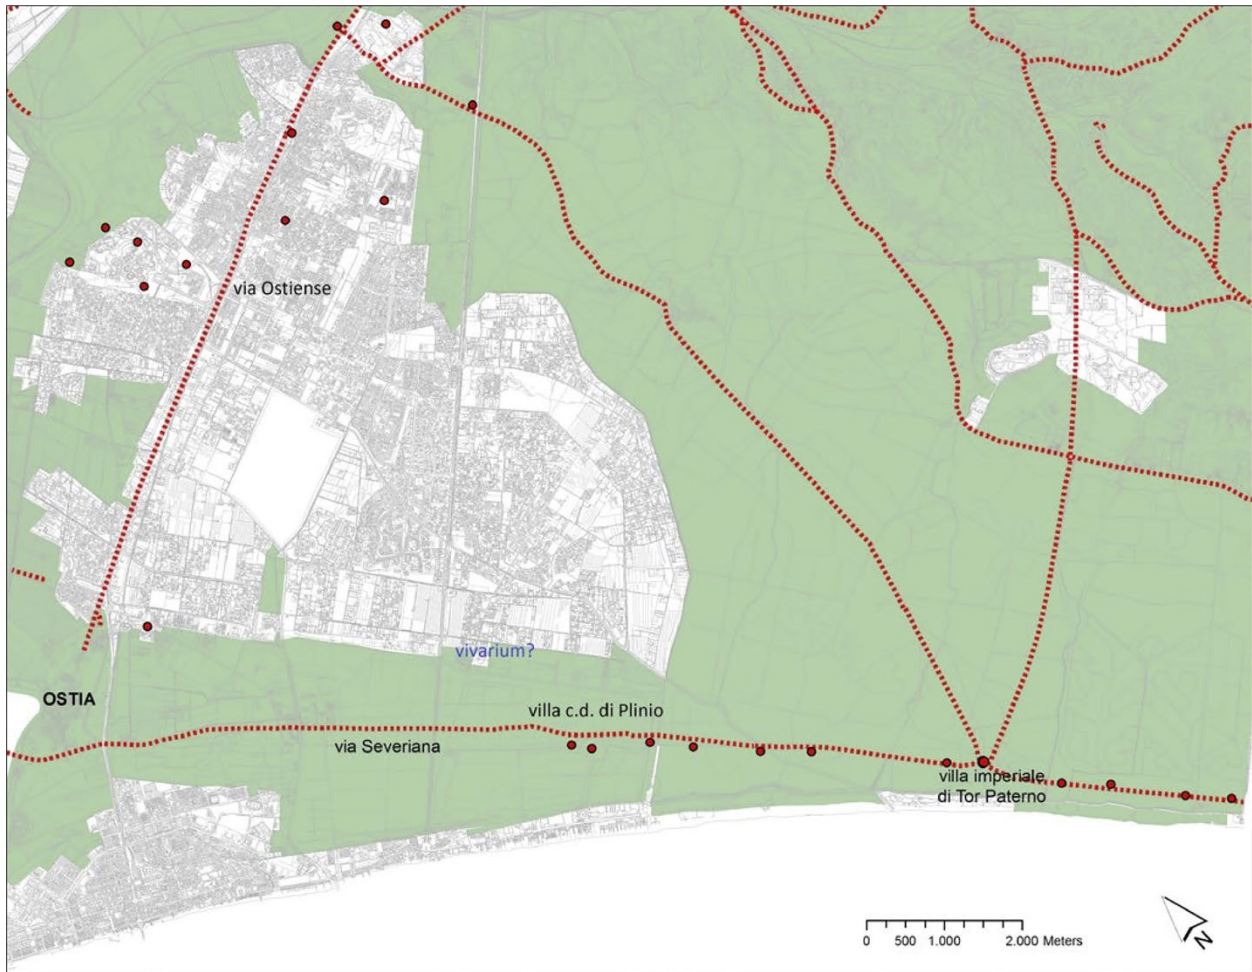 via Ostiense
vivarium?
OSTIA
villa c.d. di Plinio
via Severiana
villa imperiale
di Tor Paterno
0 500 1.000 2.000 Meters
N